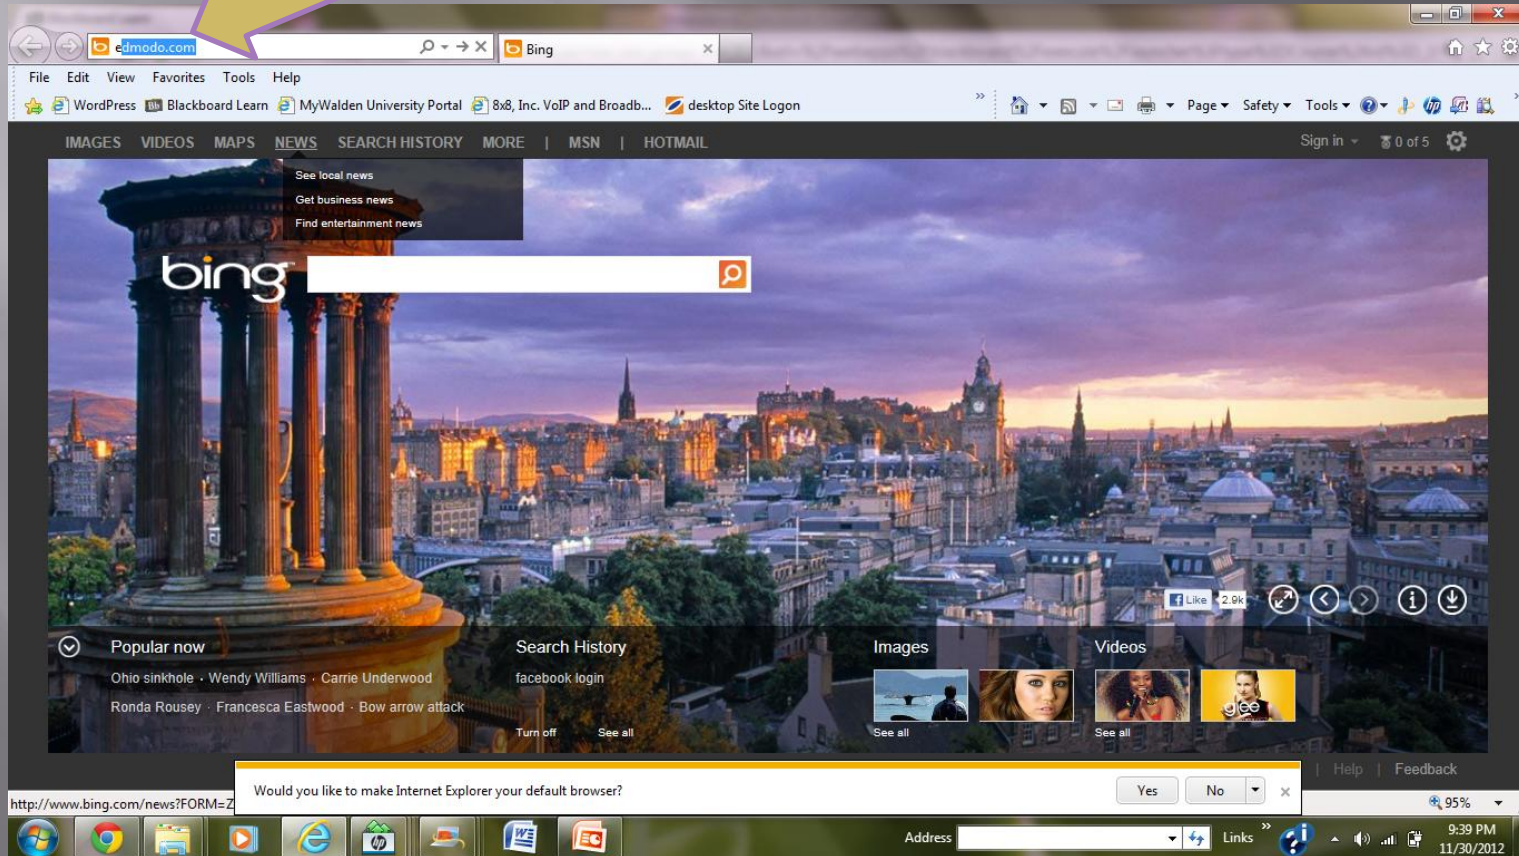 edmodo.com
Bing
File Edit View Favorites Tools Help
WordPress Blackboard Learn MyWalden University Portal 8x8, Inc. VoIP and Broadb... desktop Site Logon
Page Safety Tools
IMAGES VIDEOS MAPS NEWS SEARCH HISTORY MORE | MSN | HOTMAIL
Sign in 0 of 5
See local news
Get business news
Find entertainment news
bing
Like 2.9k
Popular now
Ohio sinkhole · Wendy Williams · Carrie Underwood
Ronda Rousey · Francesca Eastwood · Bow arrow attack
Search History
facebook login
Turn off See all
Images
See all
Videos
glee
See all
| Help | Feedback
Would you like to make Internet Explorer your default browser?
Yes No
http://www.bing.com/news?FORM=Z
95%
Address
Links
9:39 PM
11/30/2012